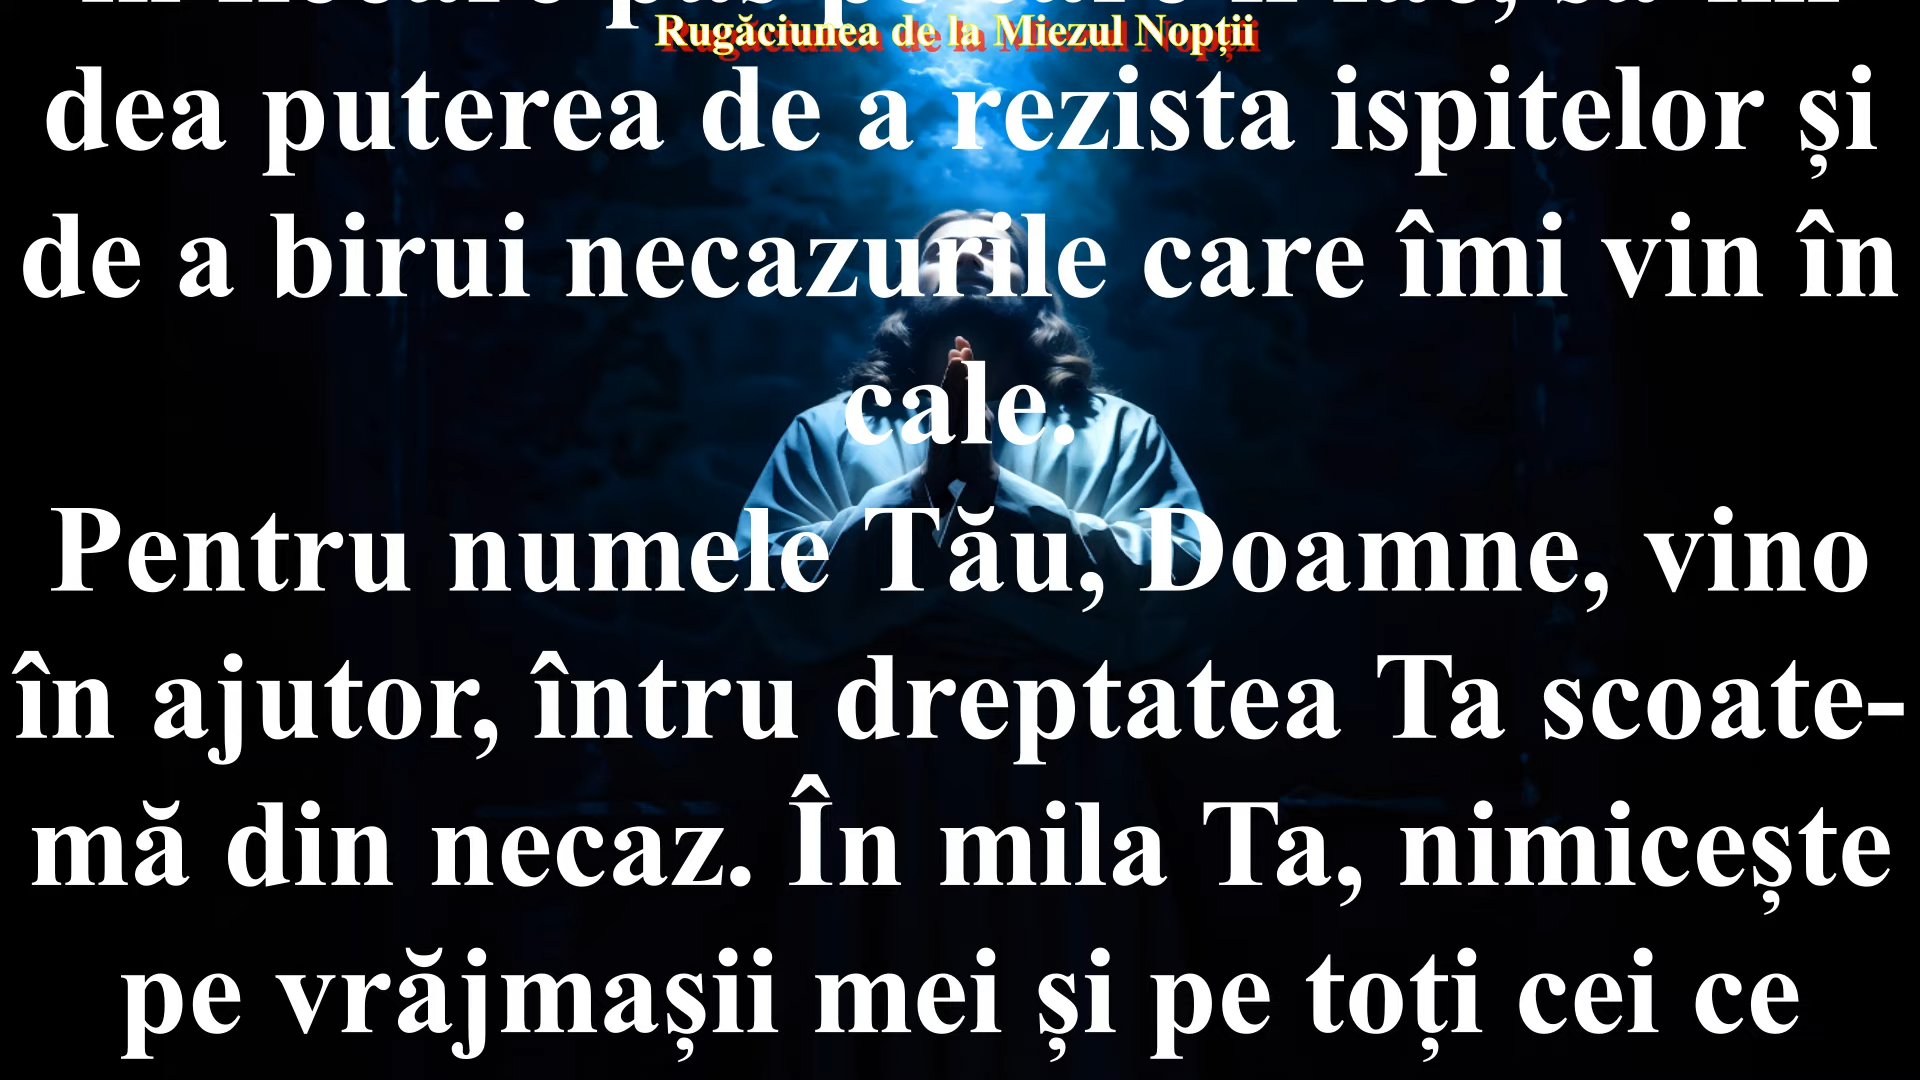 Rugăciunea de la Miezul Nopții
dea puterea de a rezista ispitelor și
de a birui necazurile care îmi vin în
cale.
Pentru numele Tău, Doamne, vino
în ajutor, întru dreptatea Ta scoate-
mă din necaz. În mila Ta, nimicește
pe vrăjmașii mei și pe toți cei ce